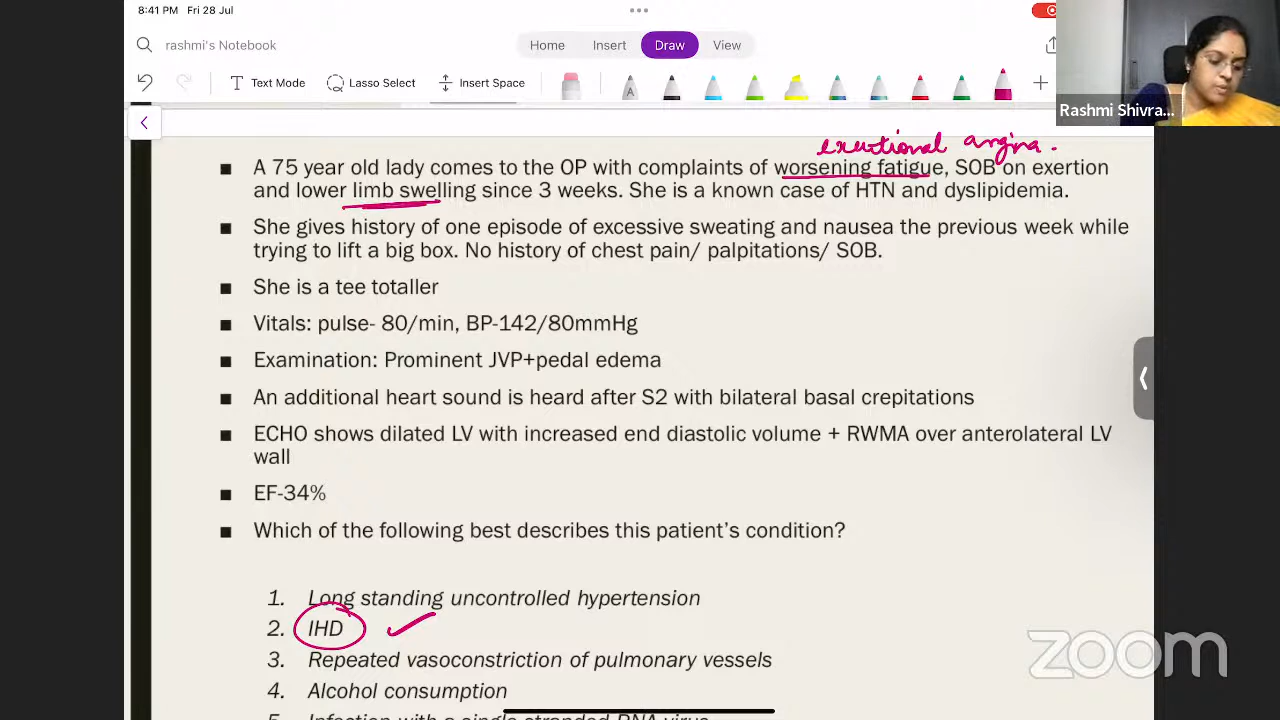 8:41 PM Fri 28 Jul
rashmi's Notebook
Home Insert Draw View
Text Mode Lasso Select Insert Space
A
Rashmi Shivra...
exertional angina.
■ A 75 year old lady comes to the OP with complaints of worsening fatigue, SOB on exertion
and lower limb swelling since 3 weeks. She is a known case of HTN and dyslipidemia.
■ She gives history of one episode of excessive sweating and nausea the previous week while
trying to lift a big box. No history of chest pain/ palpitations/ SOB.
■ She is a tee totaller
■ Vitals: pulse- 80/min, BP-142/80mmHg
■ Examination: Prominent JVP+pedal edema
■ An additional heart sound is heard after S2 with bilateral basal crepitations
■ ECHO shows dilated LV with increased end diastolic volume + RWMA over anterolateral LV
wall
■ EF-34%
■ Which of the following best describes this patient's condition?
1. Long standing uncontrolled hypertension
2. IHD
3. Repeated vasoconstriction of pulmonary vessels
4. Alcohol consumption
5. Infection with a single stranded RNA virus
zoom